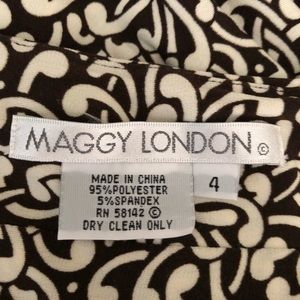 MAGGY LONDON ©
MADE IN CHINA
95%POLYESTER
5%SPANDEX
RN 58142 ©
DRY CLEAN ONLY
4